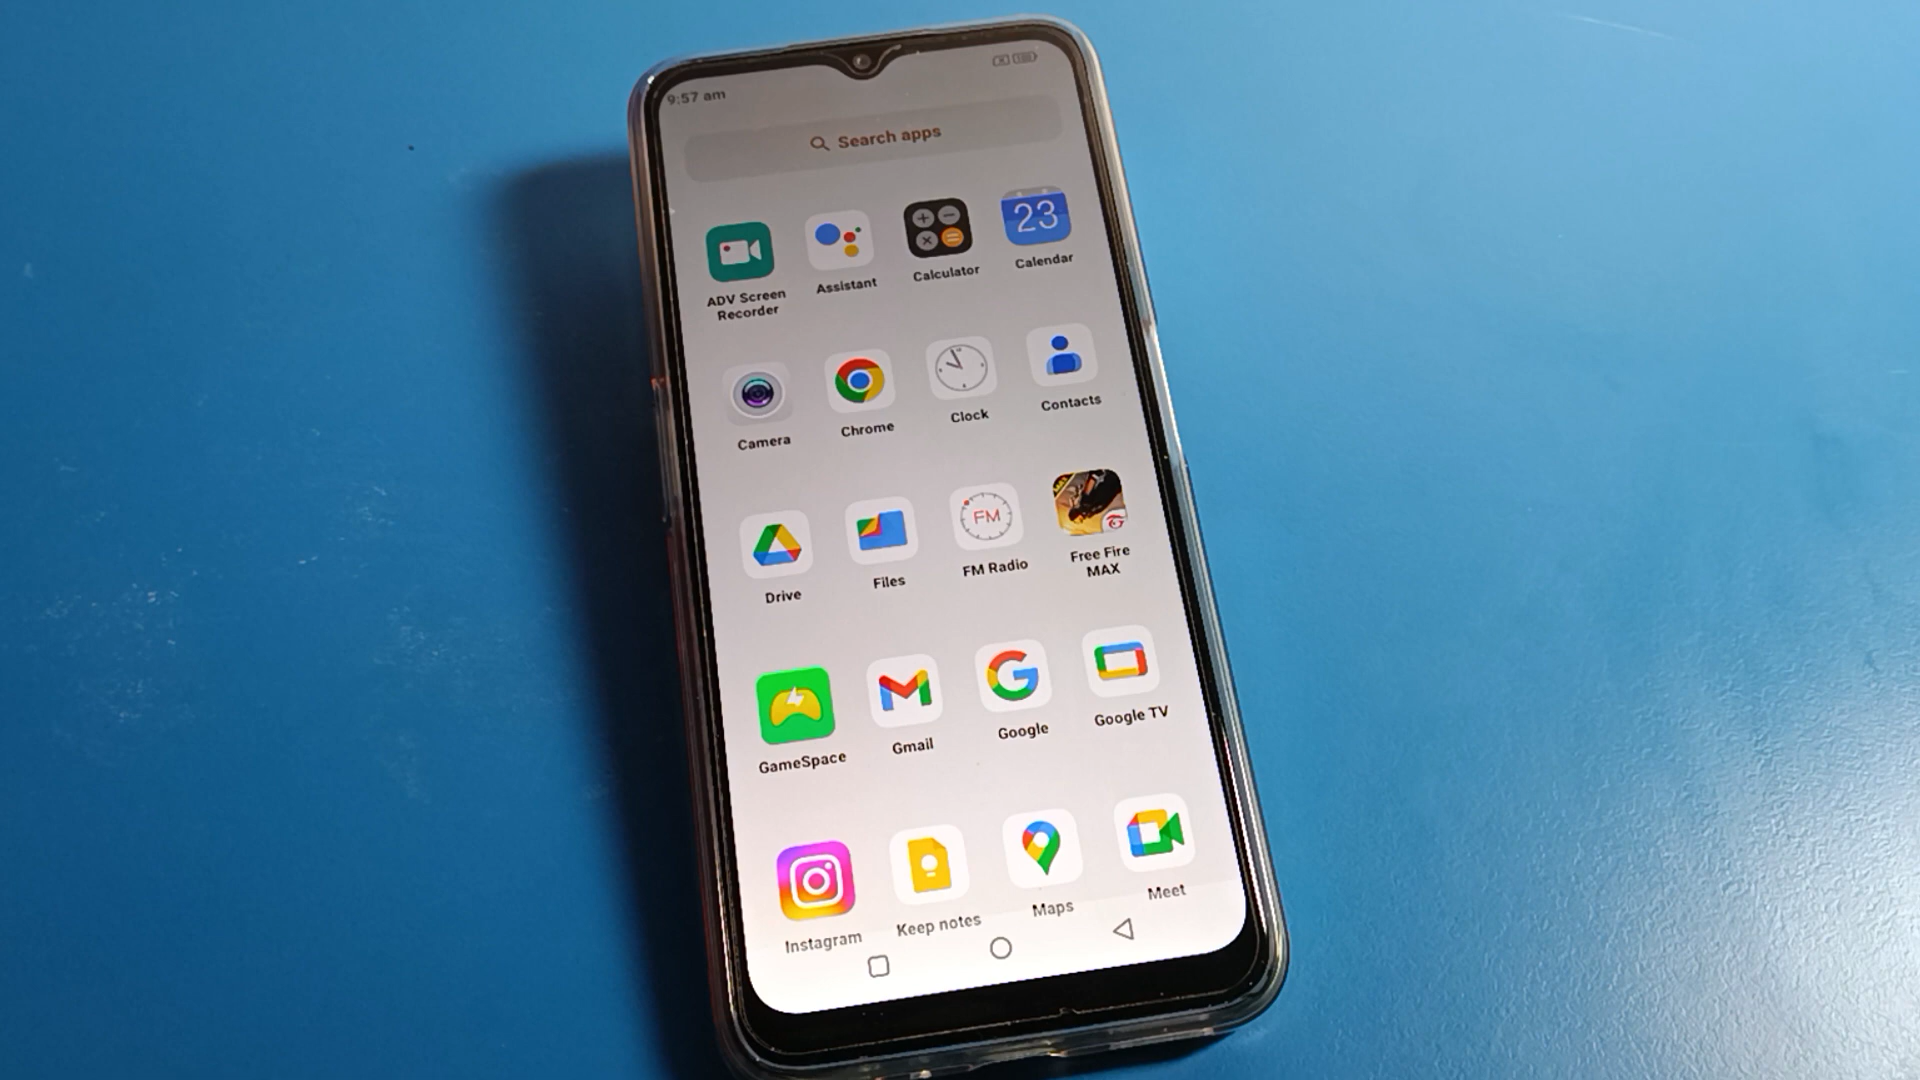 9:57 am
Search apps
23
ADV Screen
Recorder
Assistant
Calculator
Calendar
Camera
Chrome
Clock
Contacts
FM
Drive
Files
FM Radio
Free Fire
MAX
GameSpace
Gmail
Google
Google TV
Instagram
Keep notes
Maps
Meet